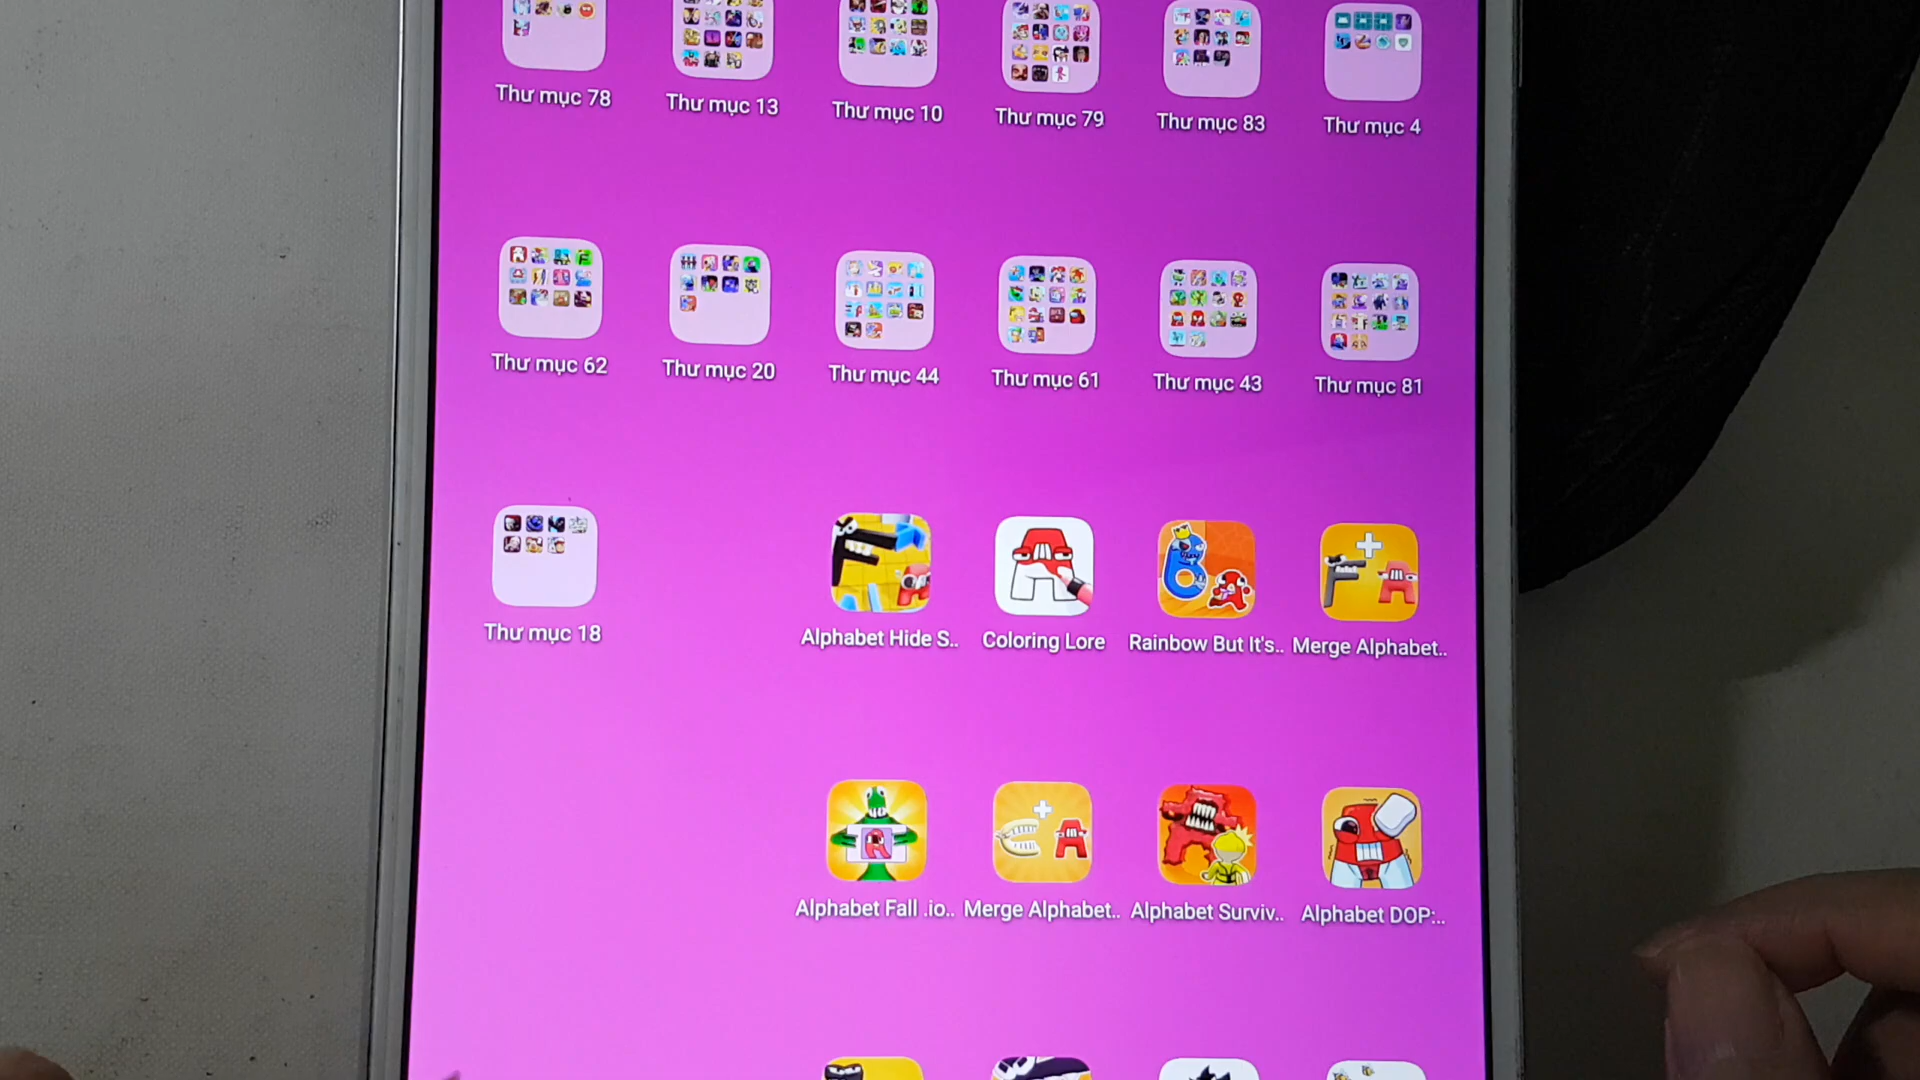 Thư mục 78
Thư mục 13
Thư mục 10
Thư mục 79
Thư mục 83
Thư mục 4
Thư mục 62
Thư mục 20
Thư mục 44
Thư mục 61
Thư mục 43
Thư mục 81
Thư mục 18
Alphabet Hide S..
Coloring Lore
Rainbow But It's..
Merge Alphabet..
Alphabet Fall .io..
Merge Alphabet..
Alphabet Surviv..
Alphabet DOP:..